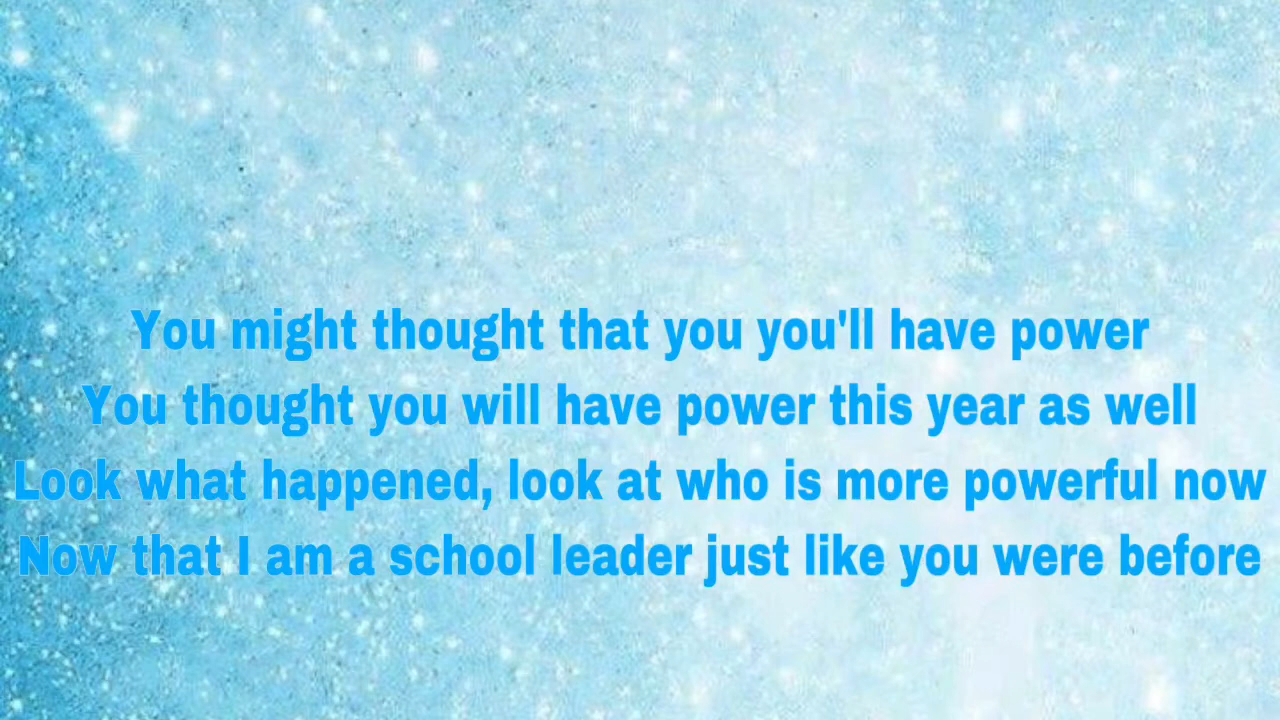 You might thought that you you'll have power
You thought you will have power this year as well
Look what happened, look at who is more powerful now
Now that I am a school leader just like you were before